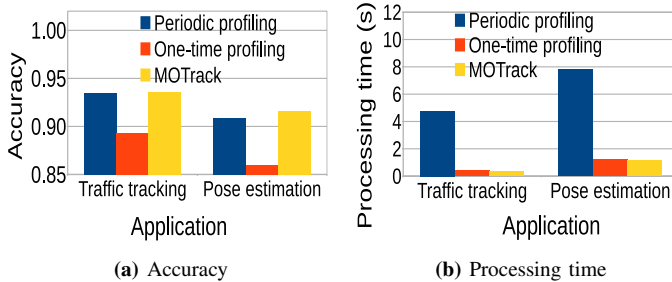 Accuracy
1.00
0.95
0.90
0.85
Periodic profiling
One-time profiling
MOTrack
Traffic tracking Pose estimation
Application
(a) Accuracy
Processing time (s)
12
10
8
6
4
2
0
Periodic profiling
One-time profiling
MOTrack
Traffic tracking Pose estimation
Application
(b) Processing time